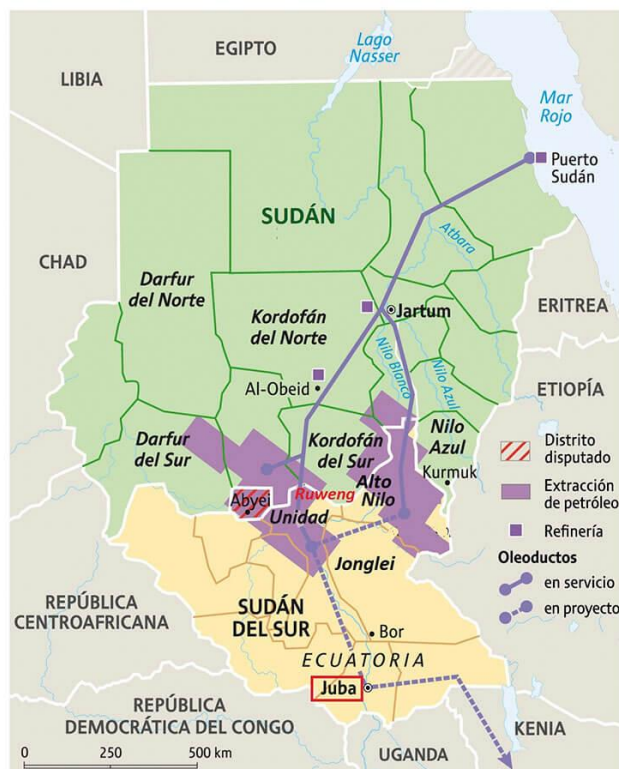 EGIPTO
Lago
Nasser
LIBIA
Mar
Rojo
Puerto
Sudán
SUDÁN
Atbara
CHAD
Darfur
del Norte
ERITREA
Kordofán
del Norte
Jartum
Nilo Blanco
Nilo Azul
ETIOPÍA
Al-Obeid
Darfur
del Sur
Kordofán
del Sur
Nilo
Azul
Distrito
disputado
Kurmuk
Alto
Nilo
Abyei
Ruweng
Unidad
Extracción
de petróleo
Refinería
Jonglei
Oleoductos
en servicio
en proyecto
REPÚBLICA
CENTROAFRICANA
SUDÁN
DEL SUR
Bor
ECUATORIA
Juba
REPÚBLICA
DEMOCRÁTICA DEL CONGO
KENIA
UGANDA
0 250 500 km